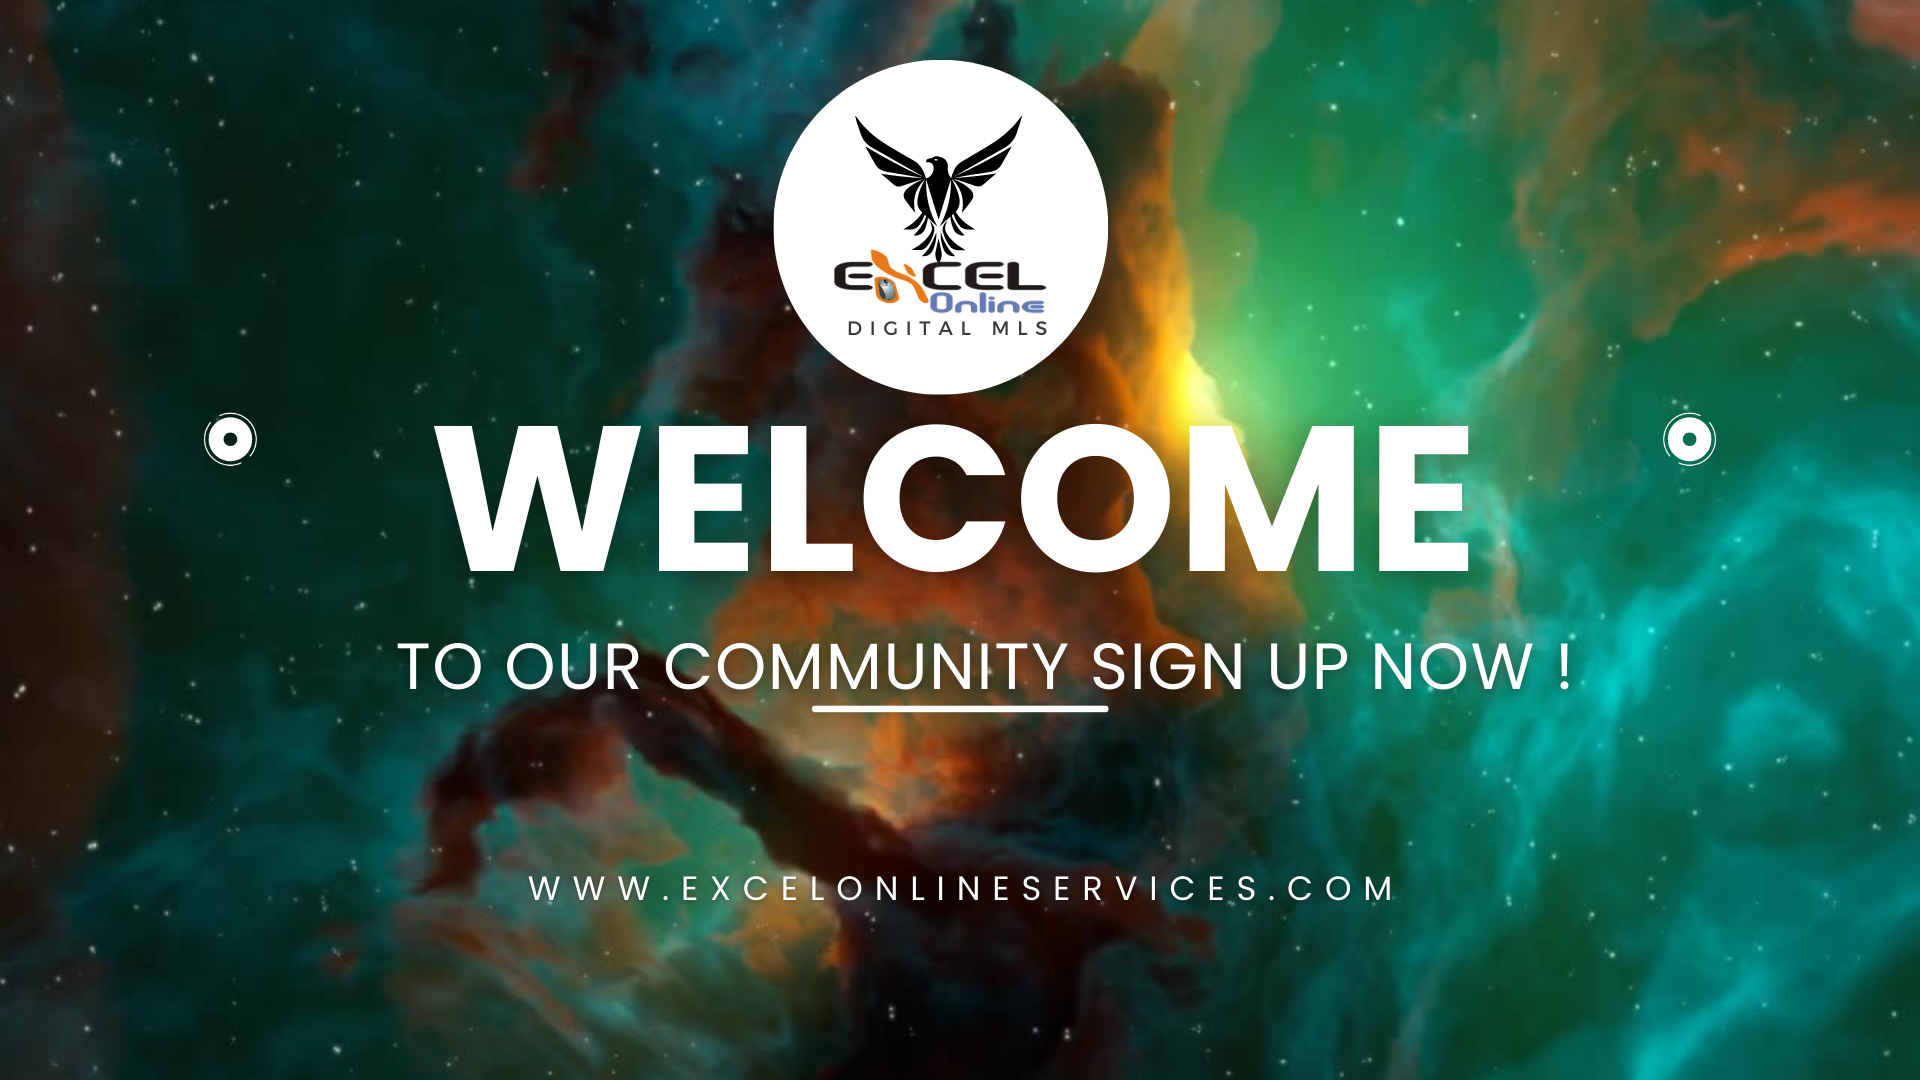 EXCEL
Online
DIGITAL MLS
WELCOME
TO OUR COMMUNITY SIGN UP NOW !
WWW.EXCELONLINESERVICES.COM